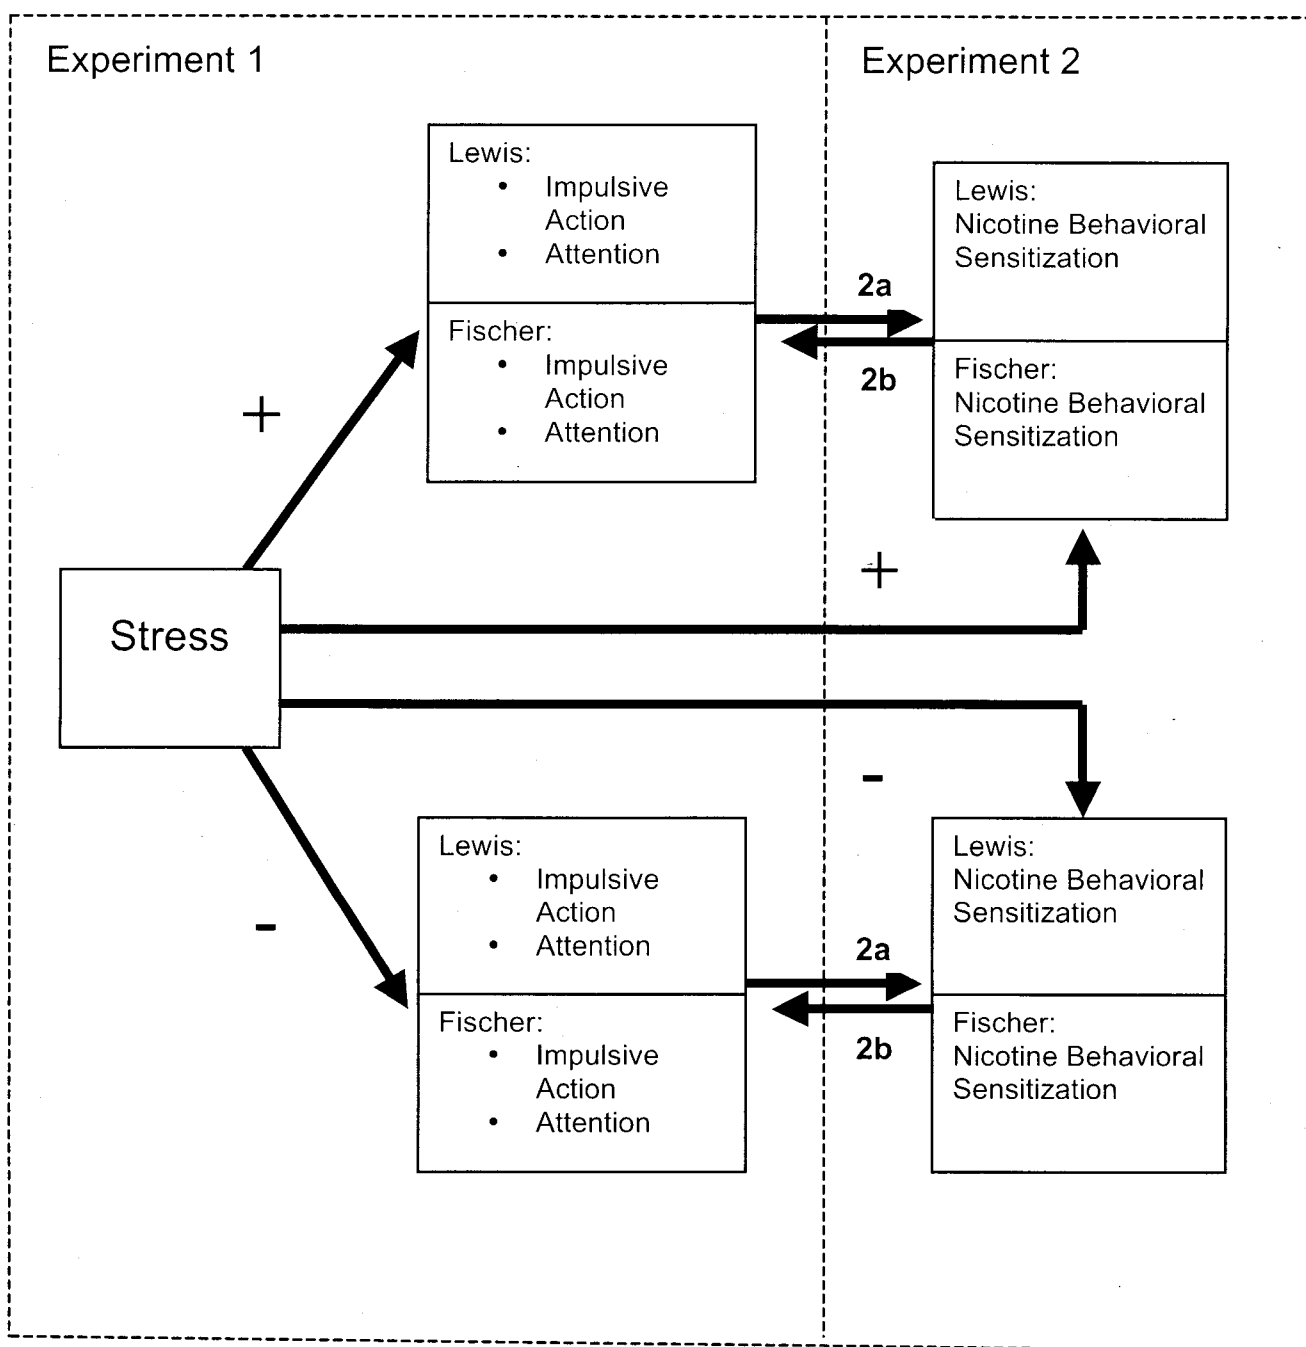 Experiment 1
Experiment 2
Lewis:
• Impulsive
Action
• Attention
Fischer:
• Impulsive
Action
• Attention
Lewis:
Nicotine Behavioral
Sensitization
Fischer:
Nicotine Behavioral
Sensitization
2a
2b
+
+
Stress
-
-
Lewis:
• Impulsive
Action
• Attention
Fischer:
• Impulsive
Action
• Attention
2a
2b
Lewis:
Nicotine Behavioral
Sensitization
Fischer:
Nicotine Behavioral
Sensitization